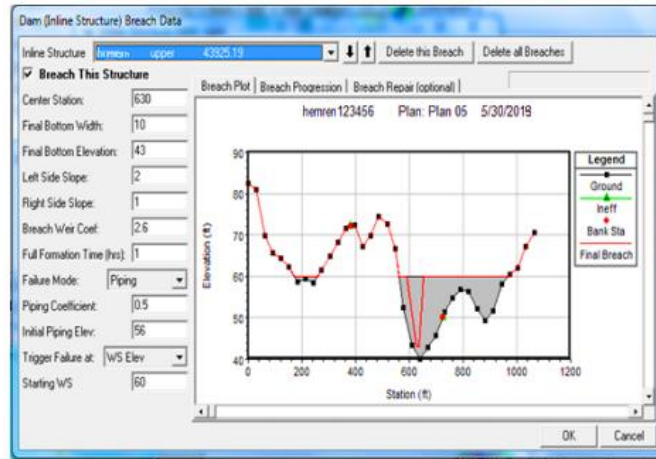 Dam (Inline Structure) Breach Data
Inline Structure hemren upper 43925.19 Delete this Breach Delete all Breaches
Breach This Structure
Breach Plot Breach Progression Breach Repair (optional)
Center Station: 630
Final Bottom Width: 10
Final Bottom Elevation: 43
Left Side Slope: 2
Right Side Slope: 1
Breach Weir Coef: 2.6
Full Formation Time (hrs): 1
Failure Mode: Piping
Piping Coefficient: 0.5
Initial Piping Elev: 56
Trigger Failure at: WS Elev
Starting WS 60
hemren123456 Plan: Plan 05 5/30/2018
Elevation (ft)
90
80
70
60
50
40
0 200 400 600 800 1000 1200
Station (ft)
Legend
Ground
Ineff
Bank Sta
Final Breach
OK Cancel